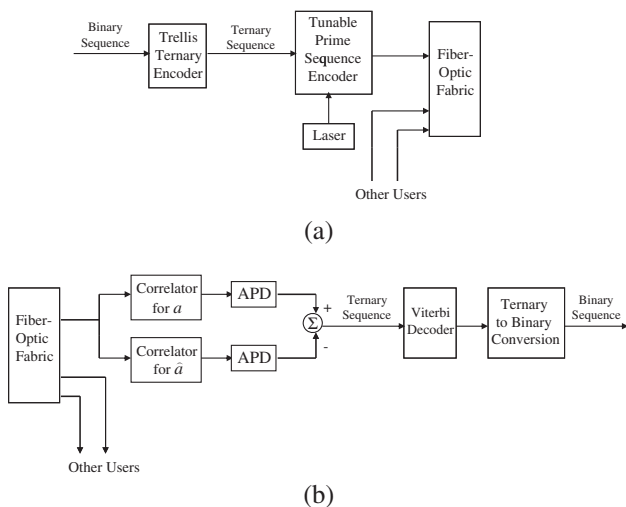 Binary
Sequence
Trellis
Ternary
Encoder
Ternary
Sequence
Tunable
Prime
Sequence
Encoder
Laser
Fiber-
Optic
Fabric
Other Users
(a)
Fiber-
Optic
Fabric
Correlator
for a
APD
Correlator
for â
APD
+
Σ
-
Ternary
Sequence
Viterbi
Decoder
Ternary
to Binary
Conversion
Binary
Sequence
Other Users
(b)